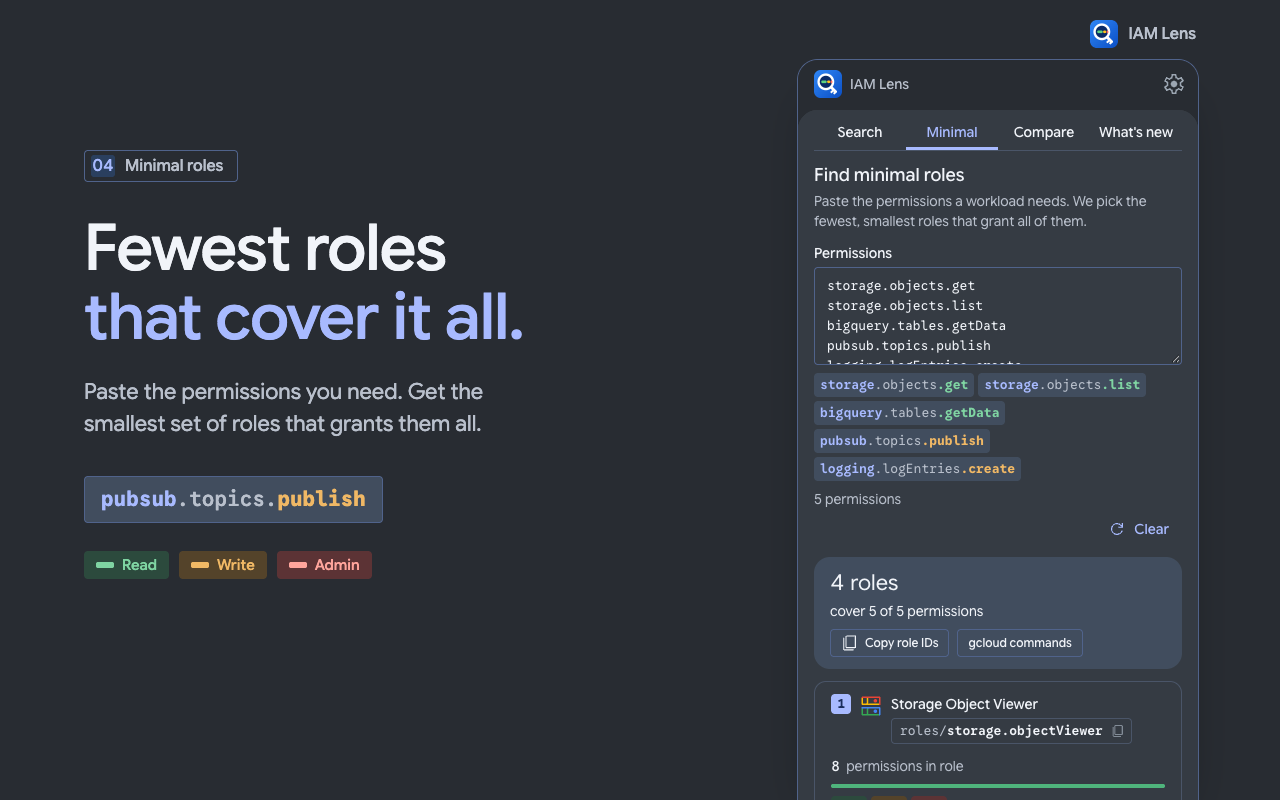 IAM Lens
IAM Lens
Search Minimal Compare What's new
04 Minimal roles
Fewest roles
that cover it all.
Paste the permissions you need. Get the
smallest set of roles that grants them all.
pubsub.topics.publish
Read Write Admin
Find minimal roles
Paste the permissions a workload needs. We pick the
fewest, smallest roles that grant all of them.
Permissions
storage.objects.get
storage.objects.list
bigquery.tables.getData
pubsub.topics.publish
logging.logEntries.create
storage.objects.get storage.objects.list
bigquery.tables.getData
pubsub.topics.publish
logging.logEntries.create
5 permissions
Clear
4 roles
cover 5 of 5 permissions
Copy role IDs gcloud commands
1 Storage Object Viewer
roles/storage.objectViewer
8 permissions in role